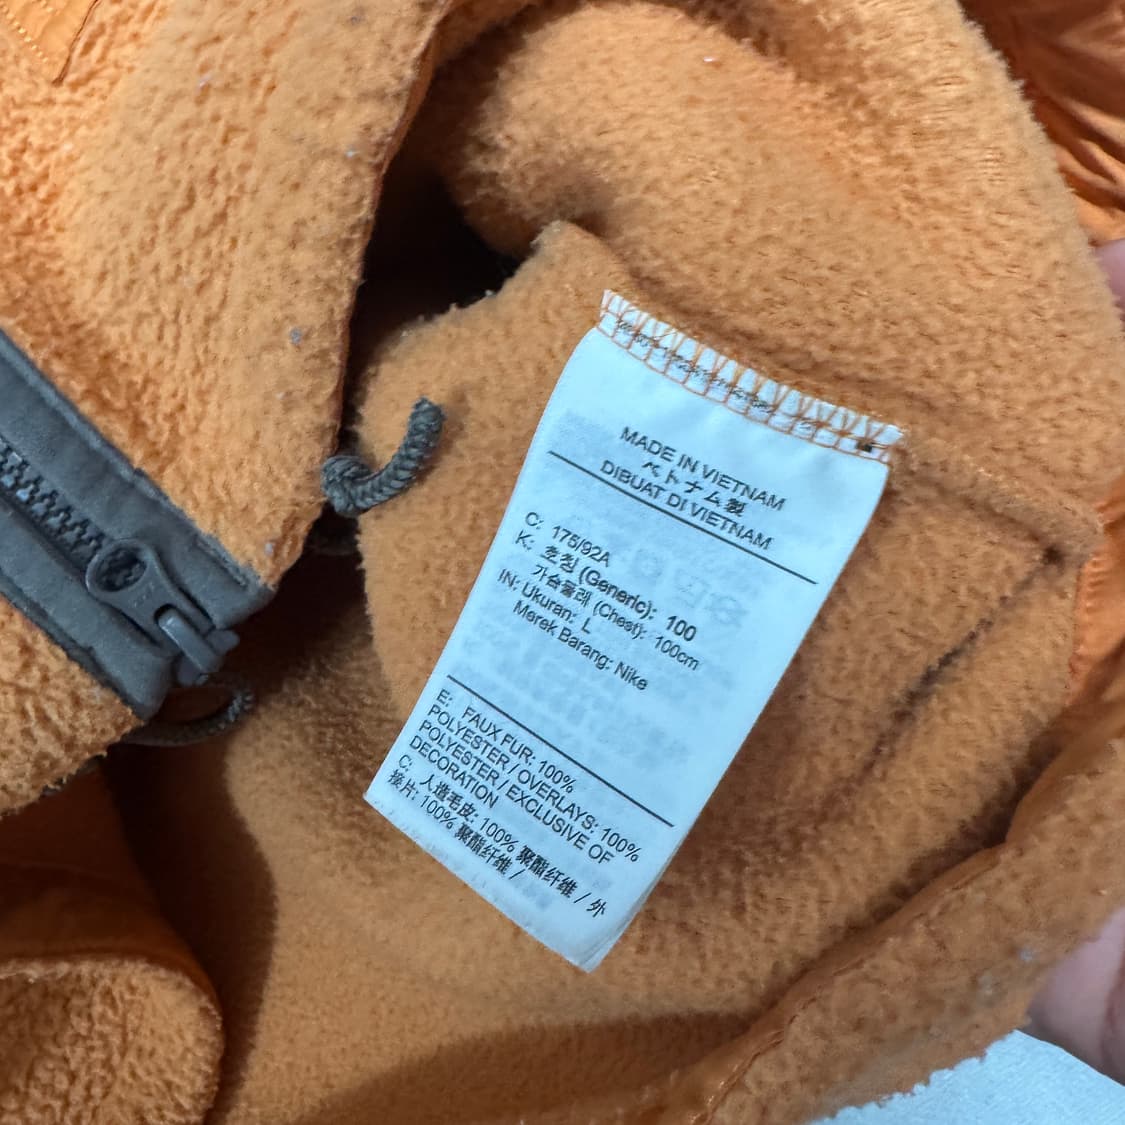 MADE IN VIETNAM
ベトナム製
DIBUAT DI VIETNAM
C: 175/92A
K: 호칭 (Generic): 100
가슴둘레 (Chest): 100cm
IN: Ukuran: L
Merek Barang: Nike
E: FAUX FUR: 100%
POLYESTER / OVERLAYS: 100%
POLYESTER / EXCLUSIVE OF
DECORATION
C: 人造毛皮: 100% 聚酯纤维 / 外
接片: 100% 聚酯纤维 /